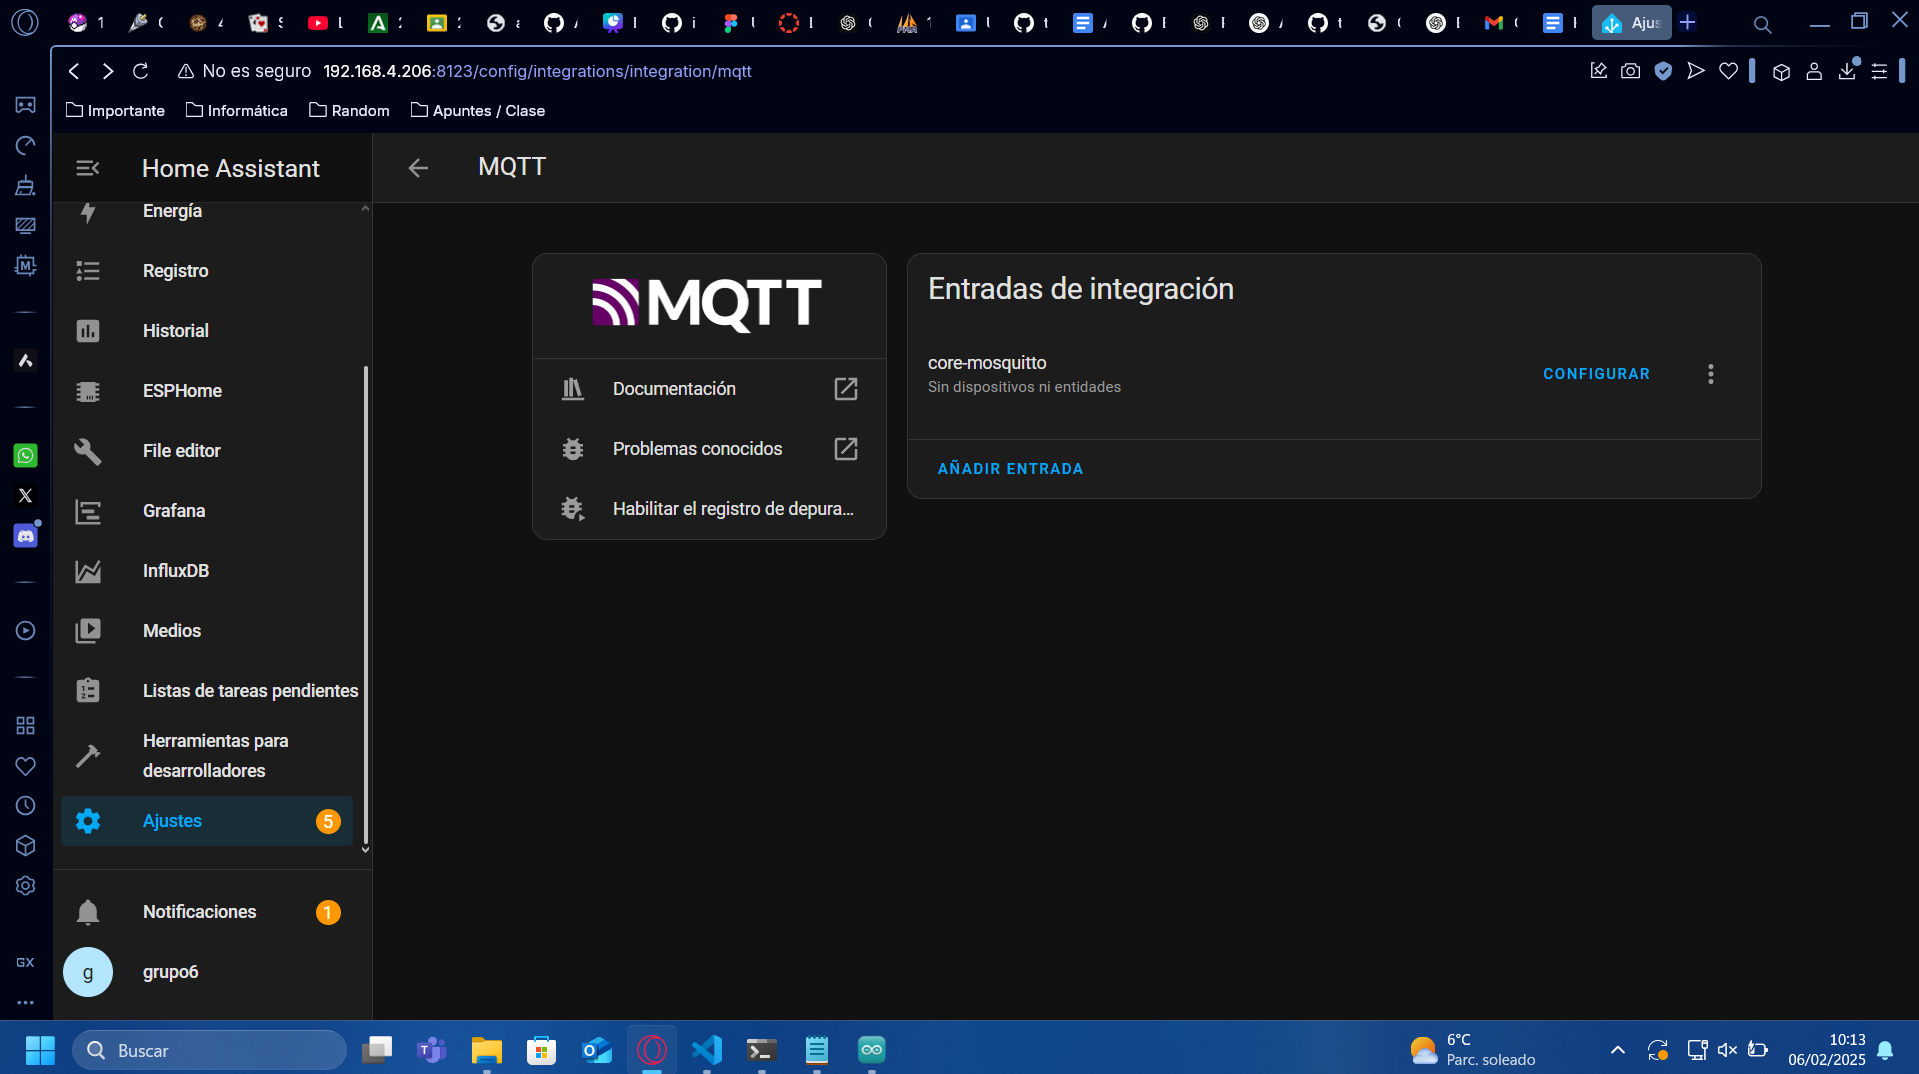 Ajus
No es seguro 192.168.4.206:8123/config/integrations/integration/mqtt
Importante Informática Random Apuntes / Clase
Home Assistant
MQTT
Energía
Registro
Historial
ESPHome
File editor
Grafana
InfluxDB
Medios
Listas de tareas pendientes
Herramientas para
desarrolladores
Ajustes 5
Notificaciones 1
g grupo6
MQTT
Documentación
Problemas conocidos
Habilitar el registro de depura...
Entradas de integración
core-mosquitto
Sin dispositivos ni entidades
CONFIGURAR
AÑADIR ENTRADA
GX
Buscar
6°C
Parc. soleado
10:13
06/02/2025